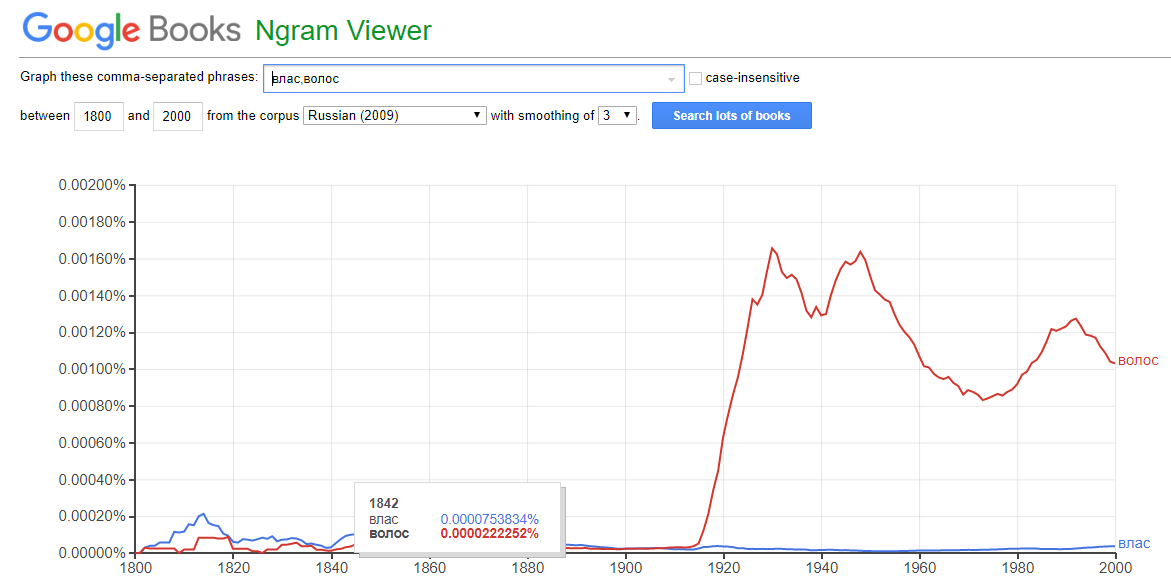 Google Books Ngram Viewer
Graph these comma-separated phrases: влас,волос case-insensitive
between 1800 and 2000 from the corpus Russian (2009) with smoothing of 3 . Search lots of books
0.00200%
0.00180%
0.00160%
0.00140%
0.00120%
0.00100%
волос
0.00080%
0.00060%
0.00040%
1842
влас 0.0000753834%
0.00020%
волос 0.0000222252%
влас
0.00000%
1800 1820 1840 1860 1880 1900 1920 1940 1960 1980 2000